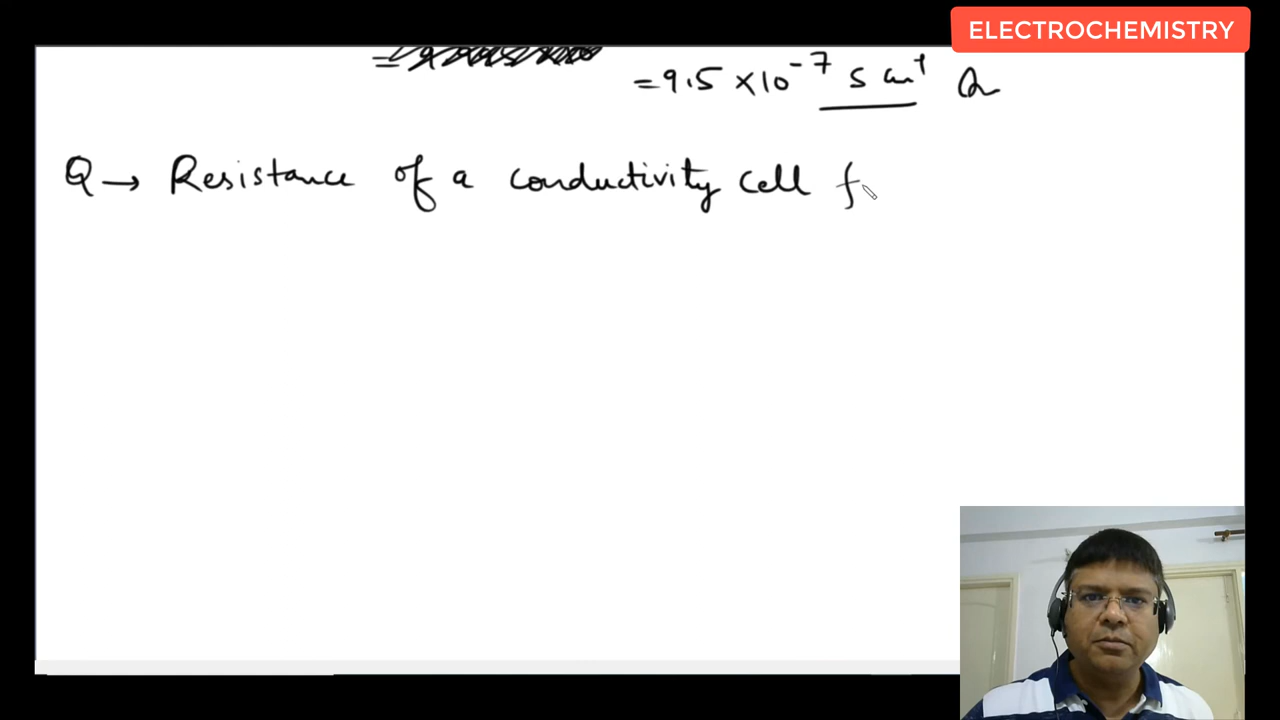 ELECTROCHEMISTRY
= 9.5 × 10⁻⁷ S cm⁻¹
Q → Resistance of a conductivity cell f